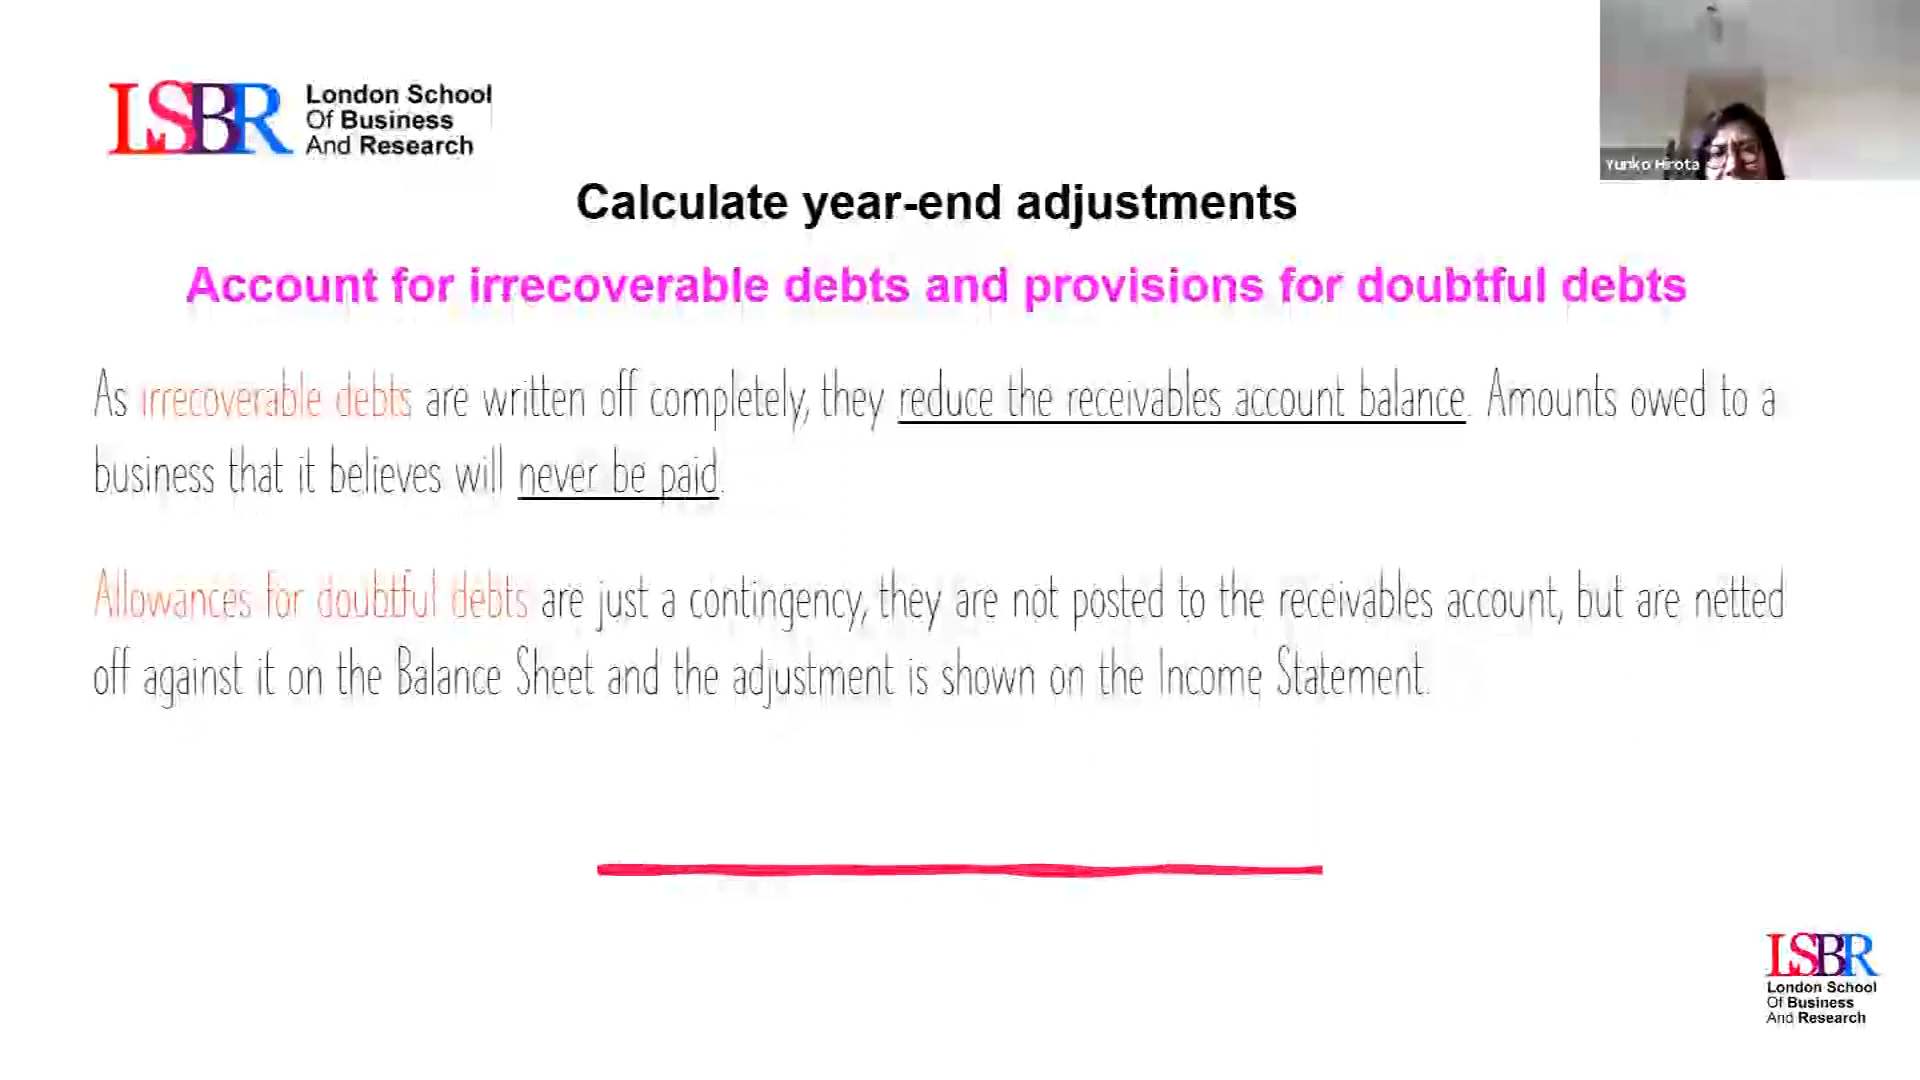 LSBR London School
Of Business
And Research
Yuriko Hirota
Calculate year-end adjustments
Account for irrecoverable debts and provisions for doubtful debts
As irrecoverable debts are written off completely, they reduce the receivables account balance. Amounts owed to a
business that it believes will never be paid.
Allowances for doubtful debts are just a contingency, they are not posted to the receivables account, but are netted
off against it on the Balance Sheet and the adjustment is shown on the Income Statement.
LSBR
London School
Of Business
And Research